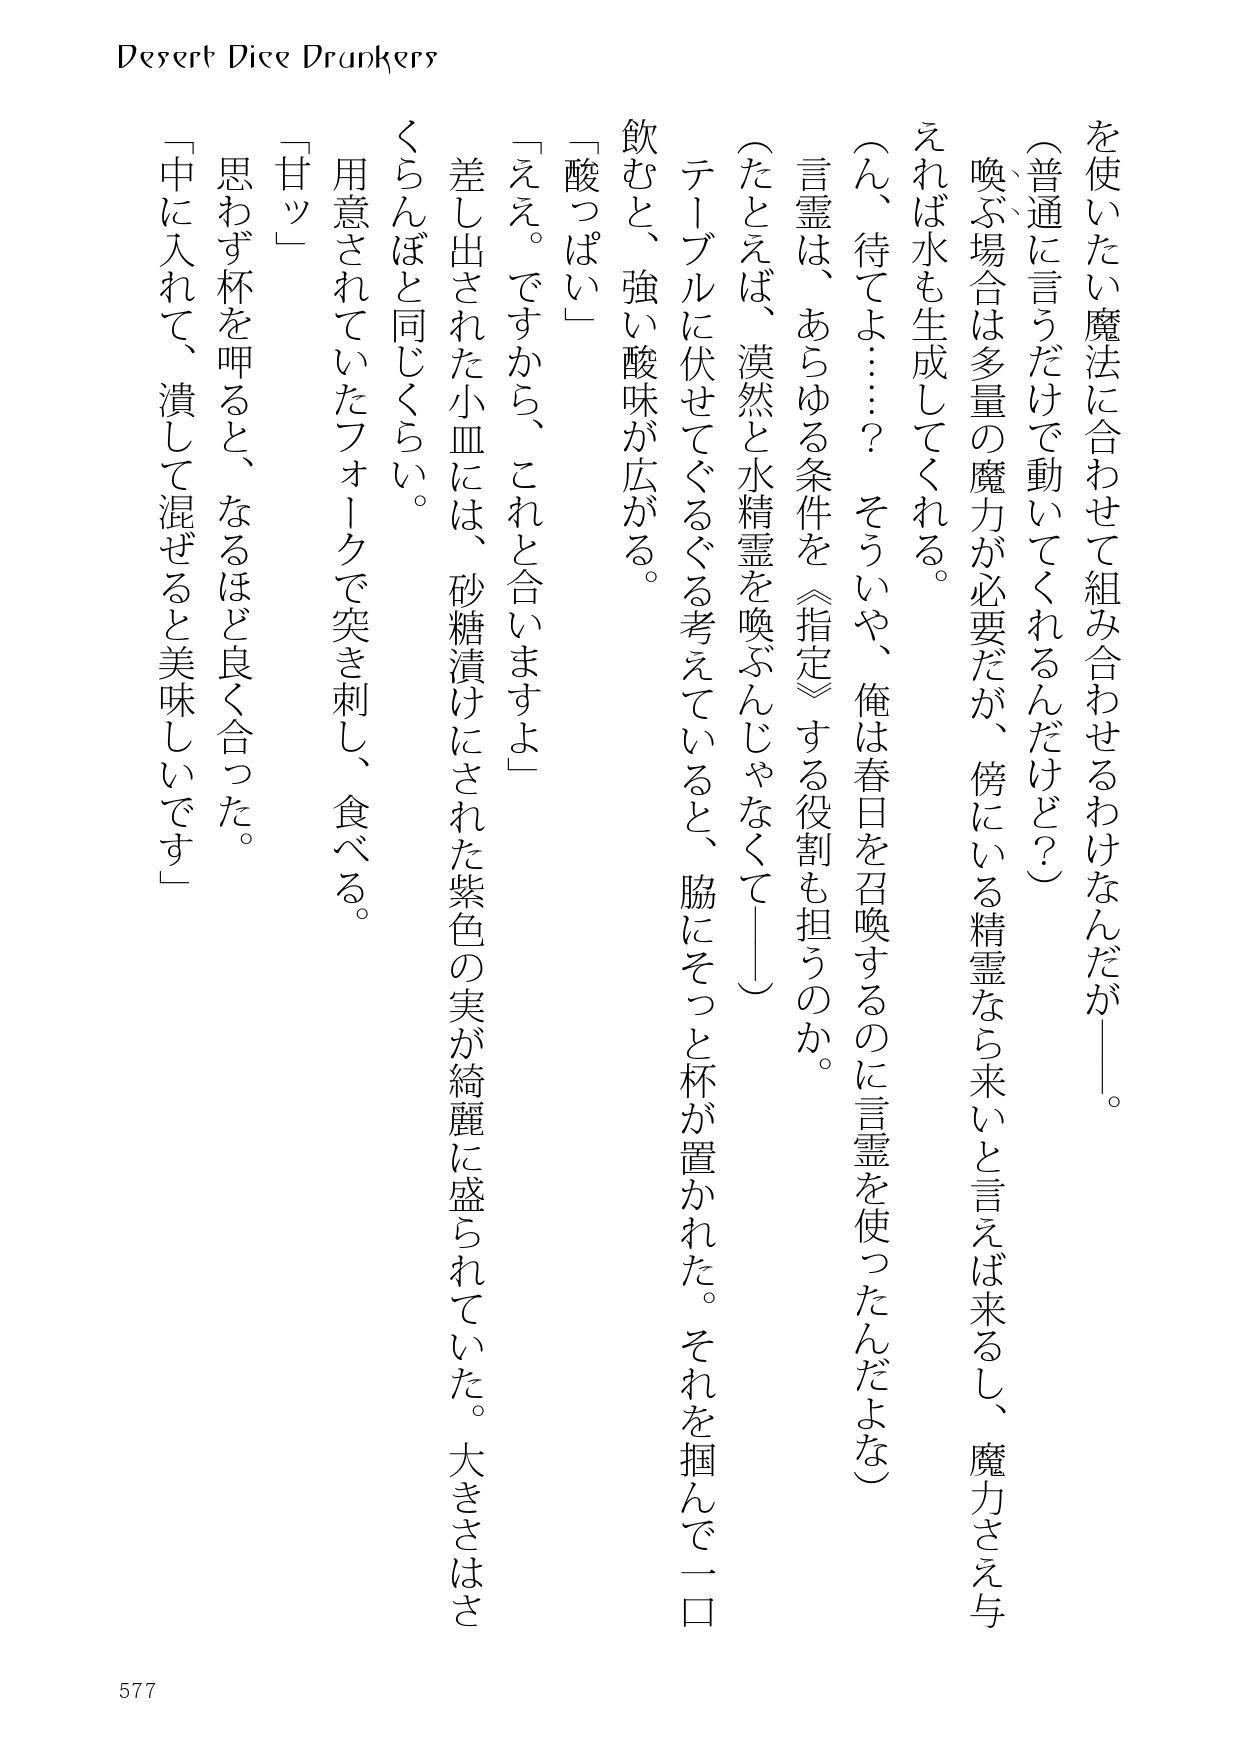 Desert Dice Drunkers
を使いたい魔法に合わせて組み合わせるわけなんだが――。
（普通に言うだけで動いてくれるんだけど？）
　喚ぶ場合は多量の魔力が必要だが、傍にいる精霊なら来いと言えば来るし、魔力さえ与
えれば水も生成してくれる。
（ん、待てよ……？　そういや、俺は春日を召喚するのに言霊を使ったんだよな）
　言霊は、あらゆる条件を《指定》する役割も担うのか。
（たとえば、漠然と水精霊を喚ぶんじゃなくて――）
　テーブルに伏せてぐるぐる考えていると、脇にそっと杯が置かれた。それを掴んで一口
飲むと、強い酸味が広がる。
「酸っぱい」
「ええ。ですから、これと合いますよ」
　差し出された小皿には、砂糖漬けにされた紫色の実が綺麗に盛られていた。大きさはさ
くらんぼと同じくらい。
　用意されていたフォークで突き刺し、食べる。
「甘ッ」
　思わず杯を呷ると、なるほど良く合った。
「中に入れて、潰して混ぜると美味しいです」
577